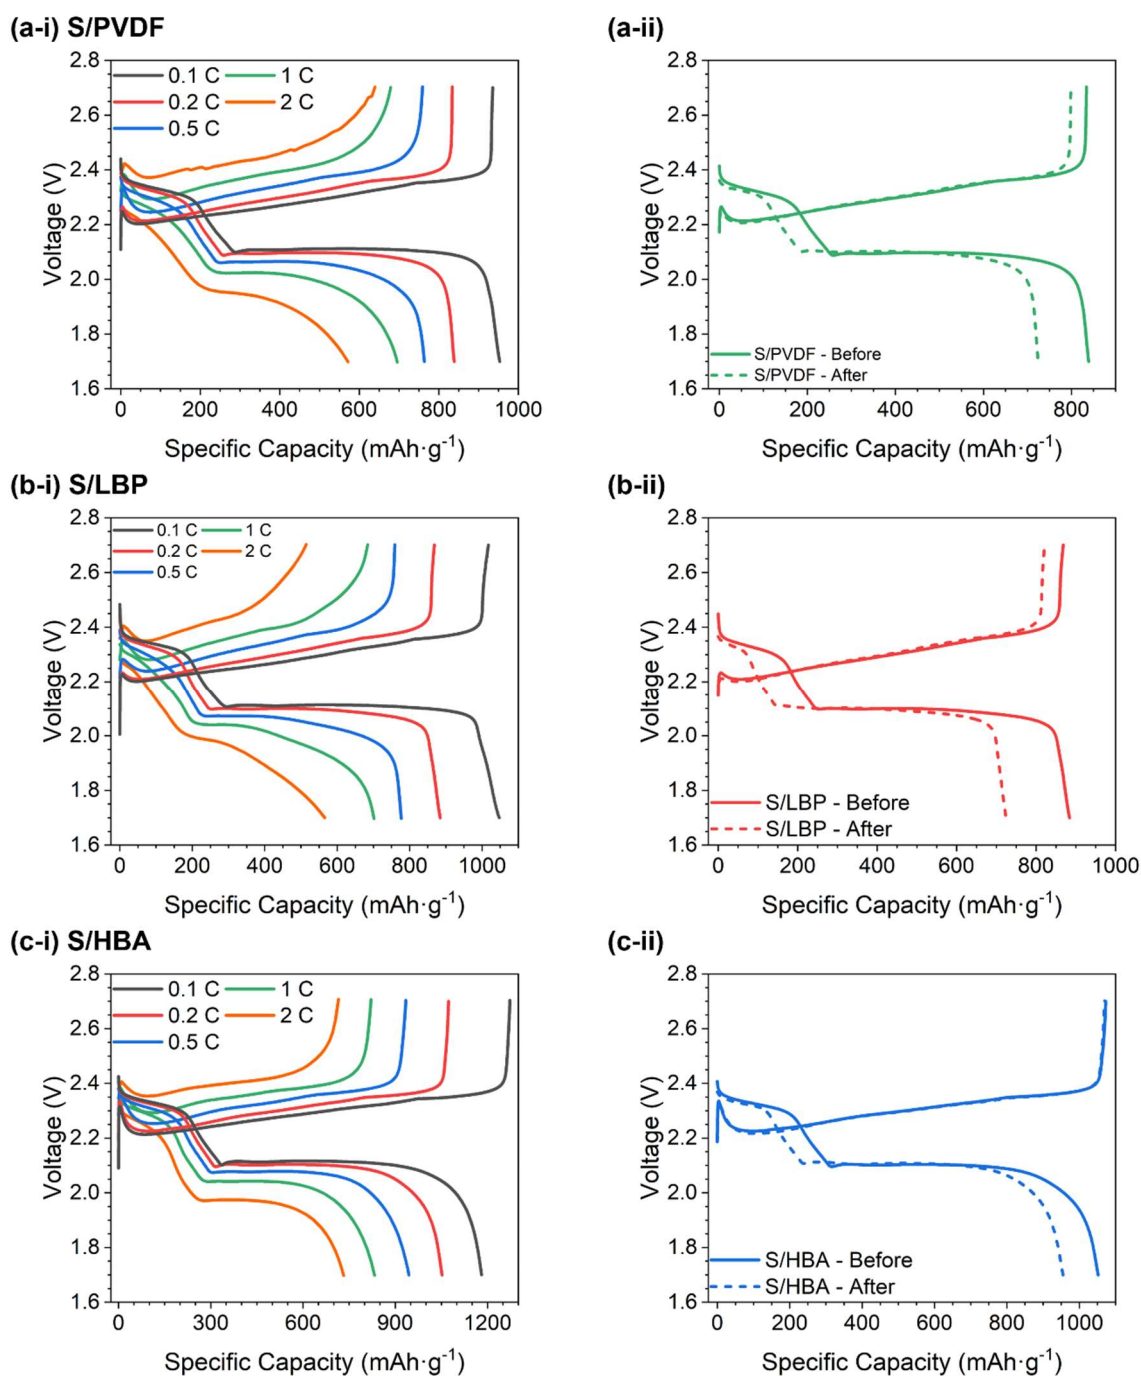 (a-i) S/PVDF
(a-ii)
2.8
2.6
2.4
2.2
2.0
1.8
1.6
Voltage (V)
0.1 C
1 C
0.2 C
2 C
0.5 C
0
200
400
600
800
1000
Specific Capacity (mAh·g⁻¹)
2.8
2.6
2.4
2.2
2.0
1.8
1.6
Voltage (V)
S/PVDF - Before
S/PVDF - After
0
200
400
600
800
Specific Capacity (mAh·g⁻¹)
(b-i) S/LBP
(b-ii)
2.8
2.6
2.4
2.2
2.0
1.8
1.6
Voltage (V)
0.1 C
1 C
0.2 C
2 C
0.5 C
0
200
400
600
800
1000
Specific Capacity (mAh·g⁻¹)
2.8
2.6
2.4
2.2
2.0
1.8
1.6
Voltage (V)
S/LBP - Before
S/LBP - After
0
200
400
600
800
1000
Specific Capacity (mAh·g⁻¹)
(c-i) S/HBA
(c-ii)
2.8
2.6
2.4
2.2
2.0
1.8
1.6
Voltage (V)
0.1 C
1 C
0.2 C
2 C
0.5 C
0
300
600
900
1200
Specific Capacity (mAh·g⁻¹)
2.8
2.6
2.4
2.2
2.0
1.8
1.6
Voltage (V)
S/HBA - Before
S/HBA - After
0
200
400
600
800
1000
Specific Capacity (mAh·g⁻¹)